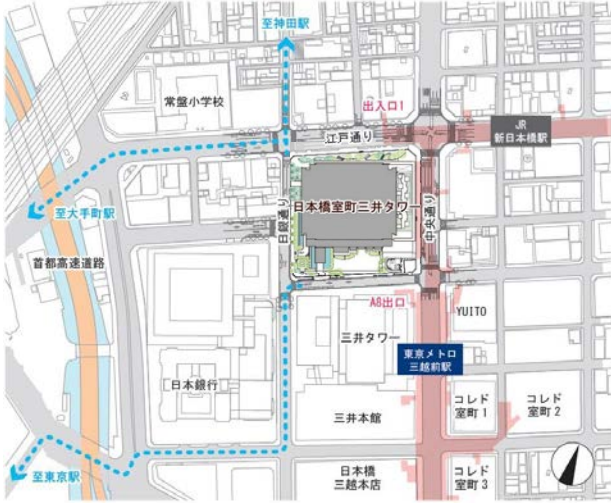 至神田駅
常盤小学校
出入口1
江戸通り
JR
新日本橋駅
日本橋室町三井タワー
日銀通り
中央通り
至大手町駅
首都高速道路
A8出口
YUITO
三井タワー
東京メトロ
三越前駅
日本銀行
コレド
室町1
コレド
室町2
三井本館
至東京駅
日本橋
三越本店
コレド
室町3